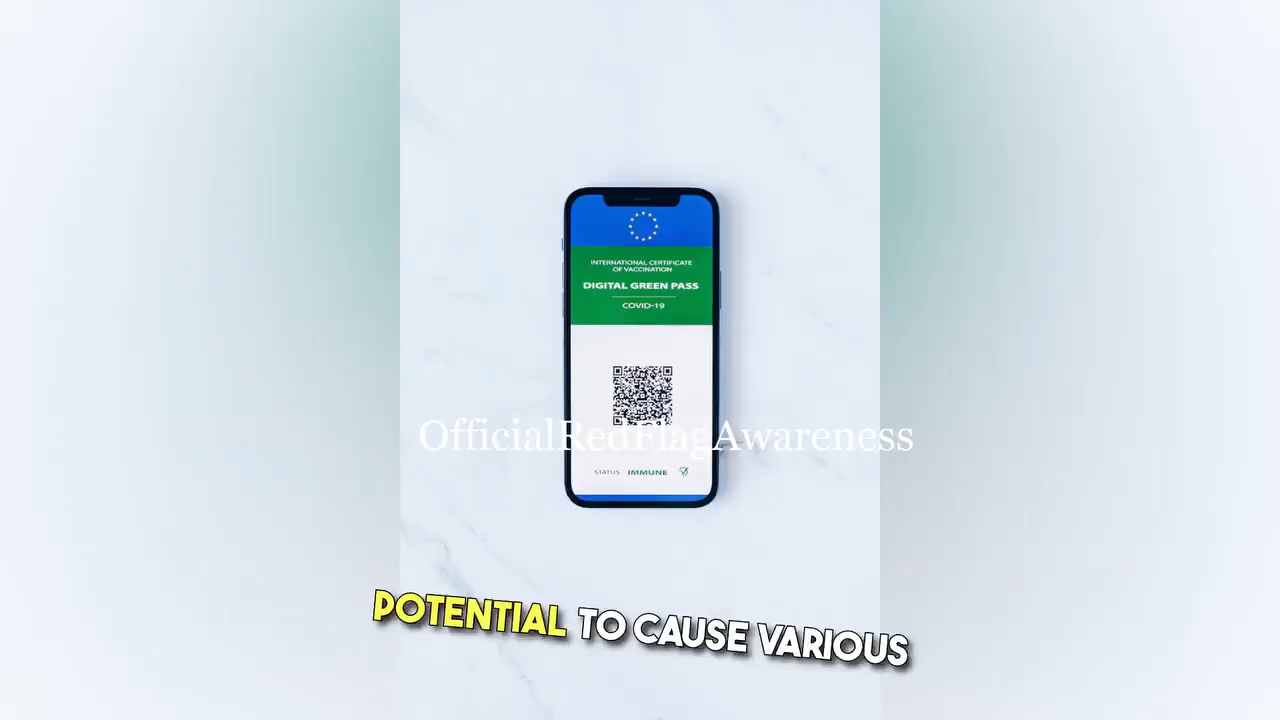 INTERNATIONAL CERTIFICATE
OF VACCINATION
DIGITAL GREEN PASS
COVID-19
OfficialRedFlagAwareness
STATUS IMMUNE
POTENTIAL TO CAUSE VARIOUS